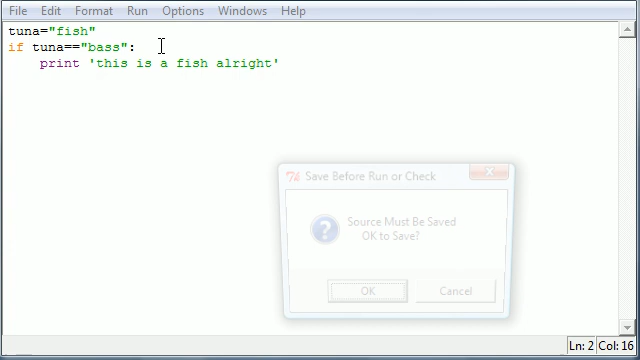 File Edit Format Run Options Windows Help
tuna="fish"
if tuna=="bass":
    print 'this is a fish alright'
Save Before Run or Check
Source Must Be Saved
OK to Save?
OK Cancel
Ln: 2 Col: 16